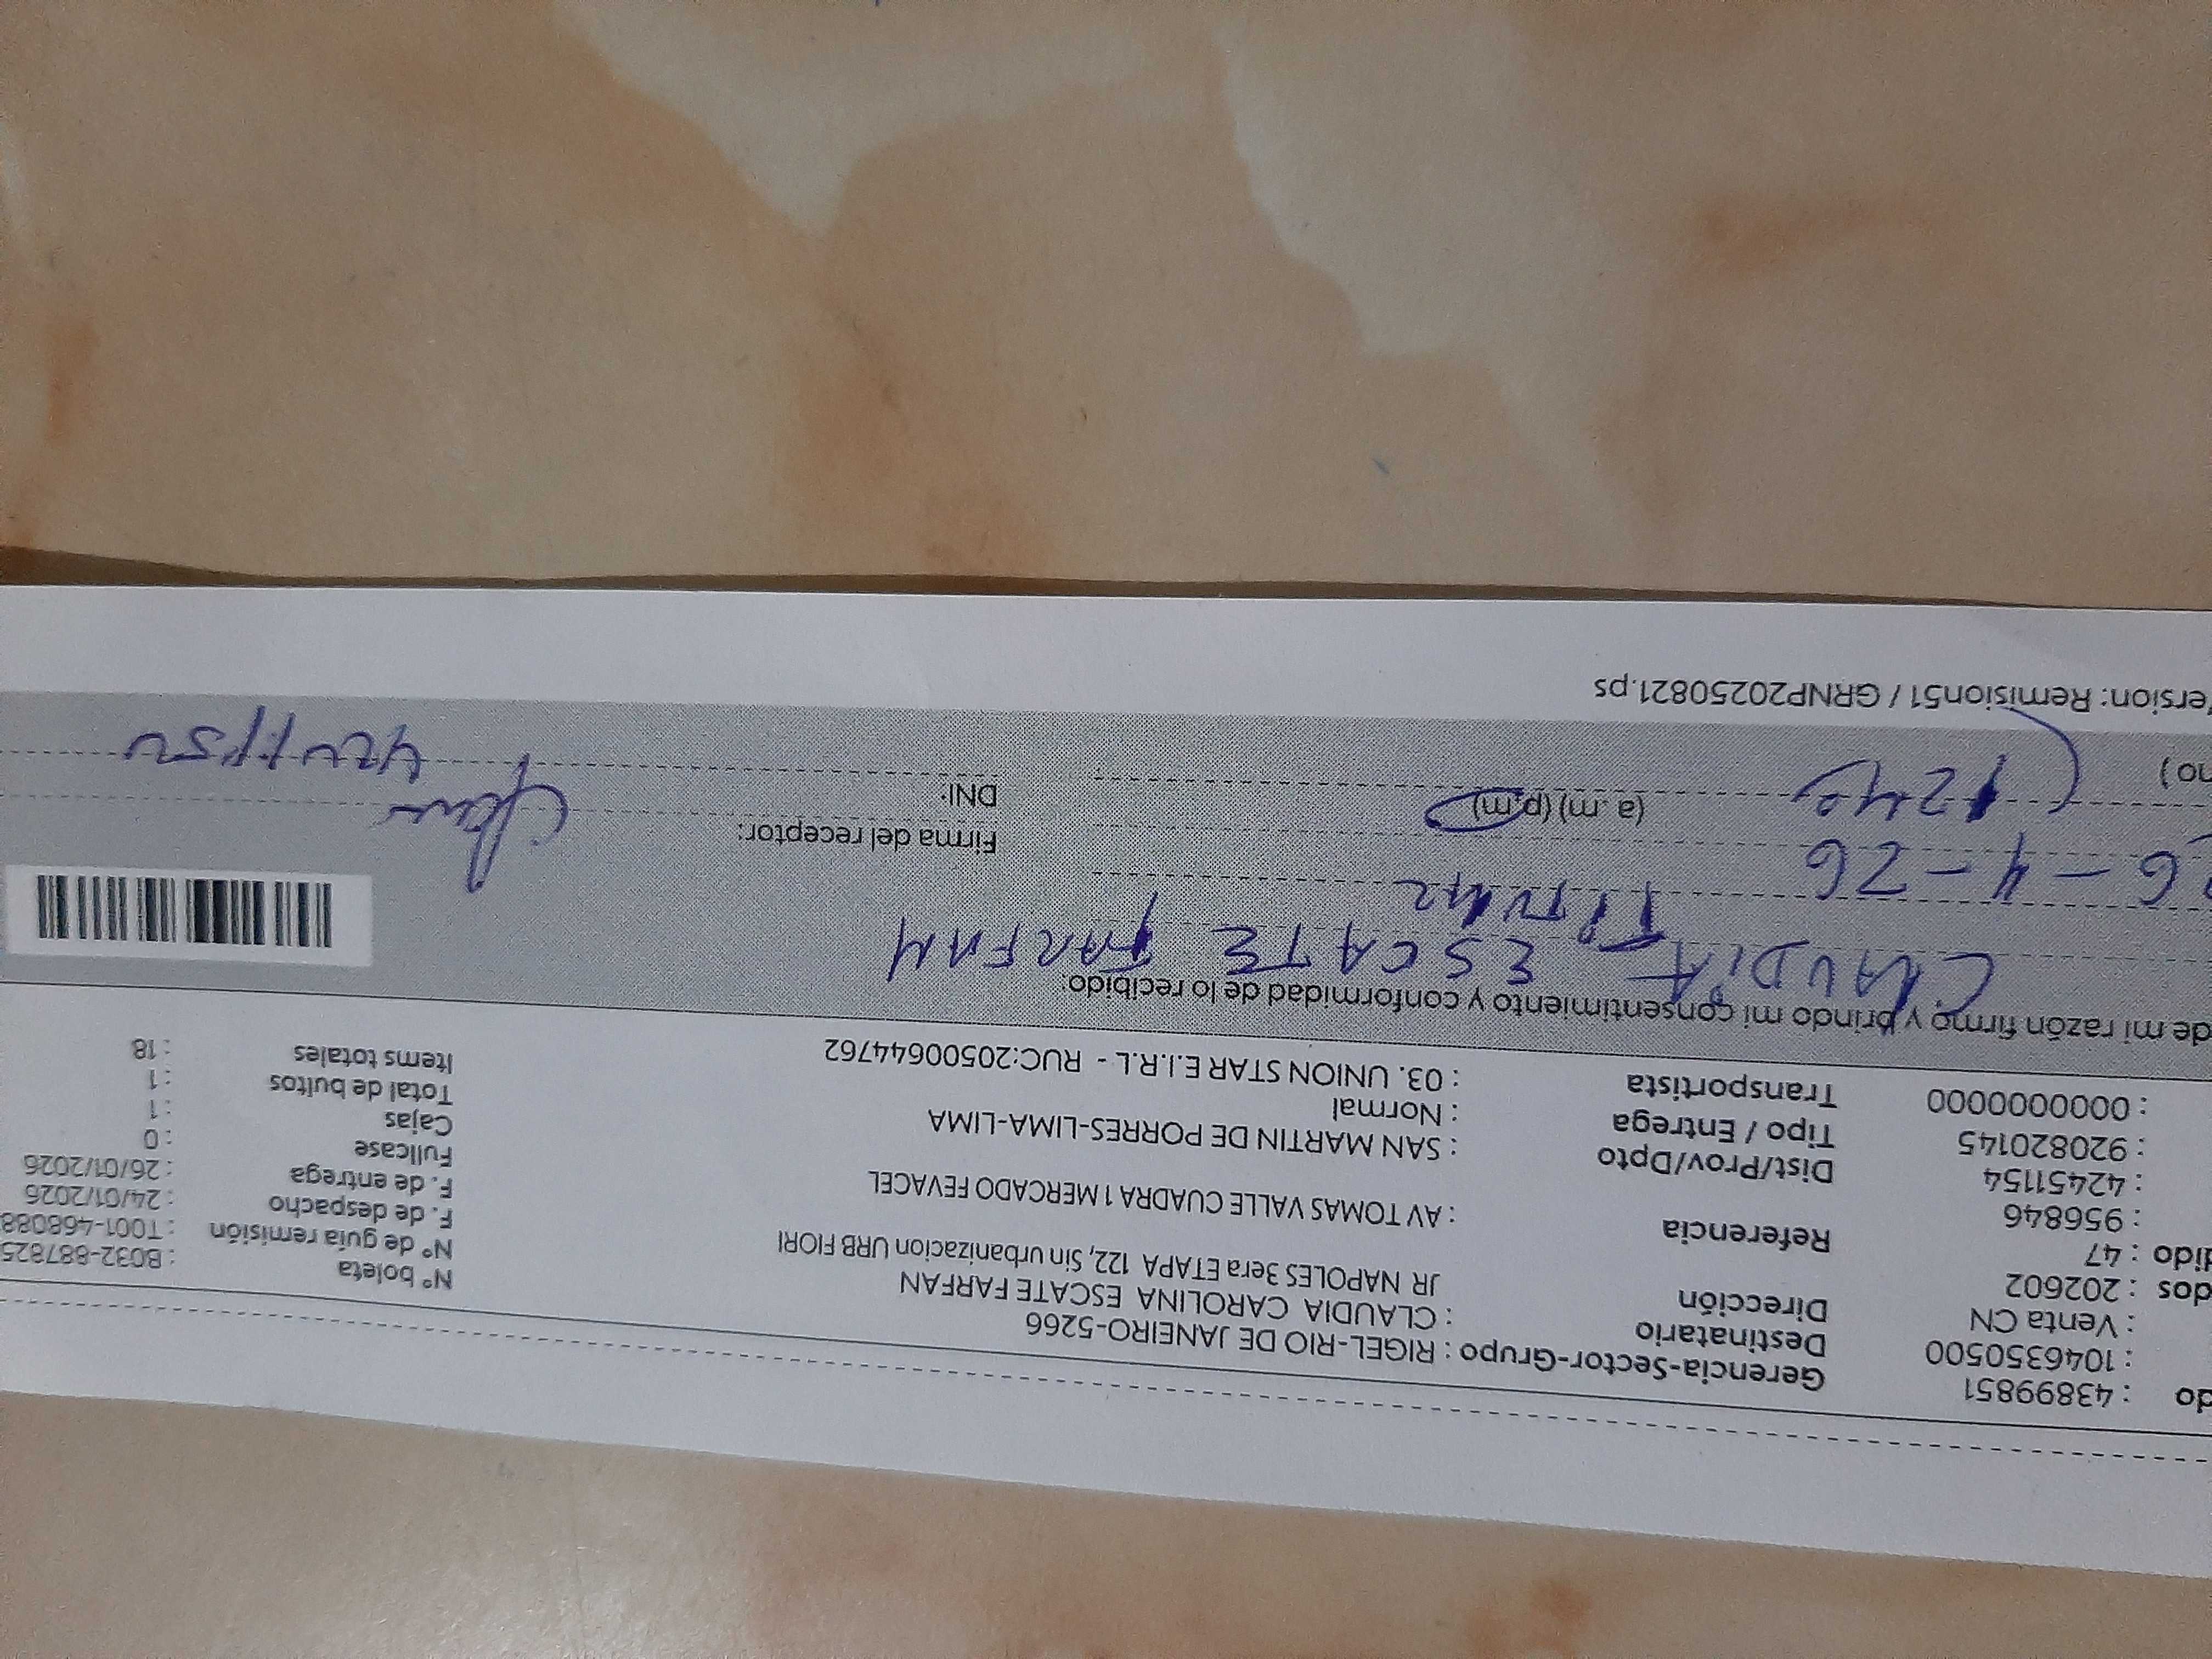 do : 43899851 Gerencia-Sector-Grupo : RIGEL-RIO DE JANEIRO-5266
: 1046350500 Destinatario : CLAUDIA CAROLINA ESCATE FARFAN Nº boleta : B032-887825
: Venta CN Dirección JR NAPOLES 3era ETAPA 122, Sin urbanizacion URB FIORI Nº de guía remisión : T001-468088
dos : 202602 F. de despacho : 24/01/2026
dido : 47 Referencia : AV TOMAS VALLE CUADRA 1 MERCADO FEVACEL F. de entrega : 26/01/2026
: 956846 Fullcase : 0
: 42451154 Dist/Prov/Dpto : SAN MARTIN DE PORRES-LIMA-LIMA Cajas : 1
: 920820145 Tipo / Entrega : Normal Total de bultos : 1
: 000000000 Transportista : 03. UNION STAR E.I.R.L - RUC:20500644762 Items totales : 18
de mi razón firmo y brindo mi consentimiento y conformidad de lo recibido:
CLAUDIA ESCATE FARFAN
TITULAR
6-4-26 Firma del receptor:
1240 (a.m) (p.m) DNI:
no)
ersion: Remision51 / GRNP20250821.ps